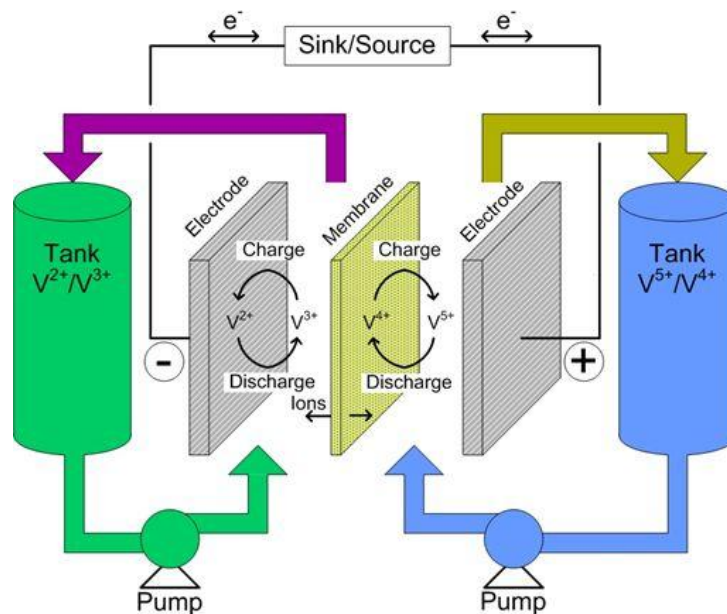 e⁻ e⁻
Sink/Source
Electrode
Membrane
Electrode
Tank
V²⁺/V³⁺
Charge
V²⁺ V³⁺
Discharge
Charge
V⁴⁺ V⁵⁺
Discharge
Ions
Tank
V⁵⁺/V⁴⁺
-
+
Pump
Pump